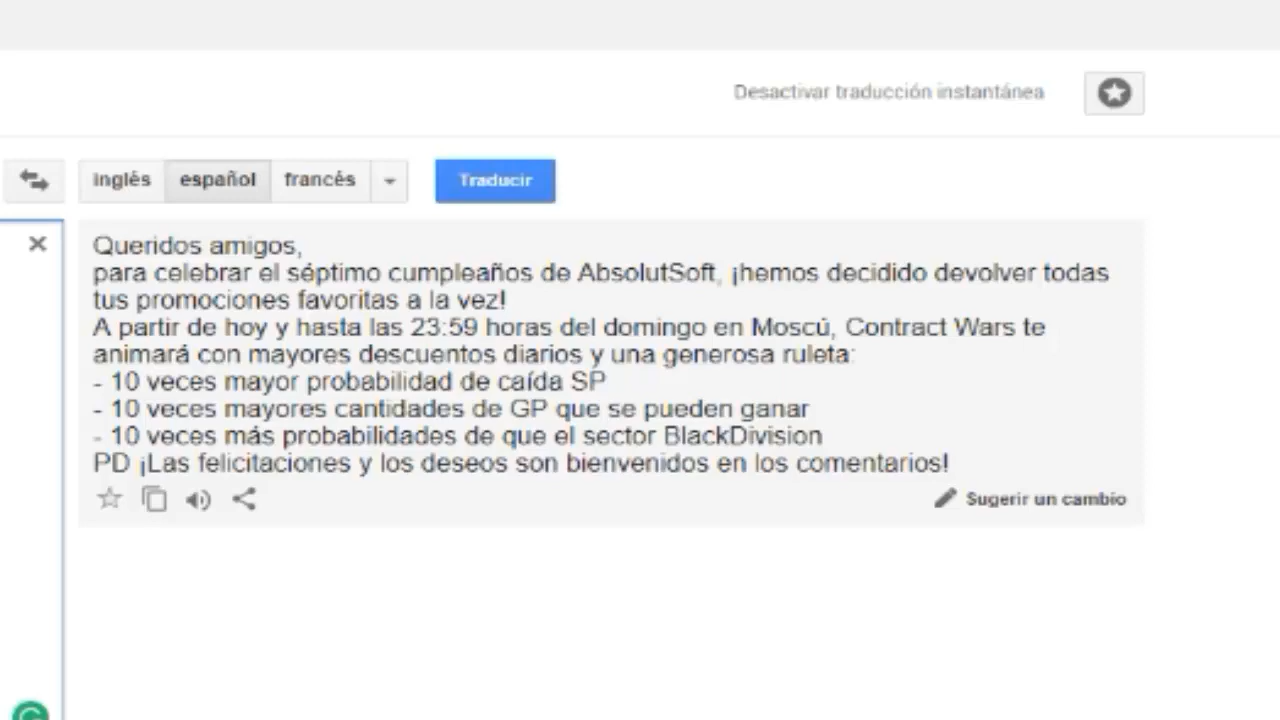 Desactivar traducción instantánea
inglés español francés Traducir
Queridos amigos,
para celebrar el séptimo cumpleaños de AbsolutSoft, ¡hemos decidido devolver todas
tus promociones favoritas a la vez!
A partir de hoy y hasta las 23:59 horas del domingo en Moscú, Contract Wars te
animará con mayores descuentos diarios y una generosa ruleta:
- 10 veces mayor probabilidad de caída SP
- 10 veces mayores cantidades de GP que se pueden ganar
- 10 veces más probabilidades de que el sector BlackDivision
PD ¡Las felicitaciones y los deseos son bienvenidos en los comentarios!
Sugerir un cambio